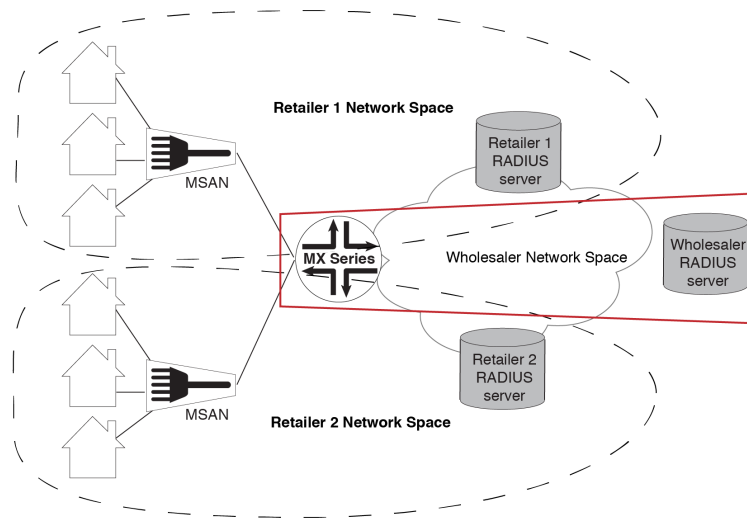 Retailer 1 Network Space
Retailer 1
RADIUS
server
MSAN
MX Series
Wholesaler Network Space
Wholesaler
RADIUS
server
Retailer 2
RADIUS
server
MSAN
Retailer 2 Network Space